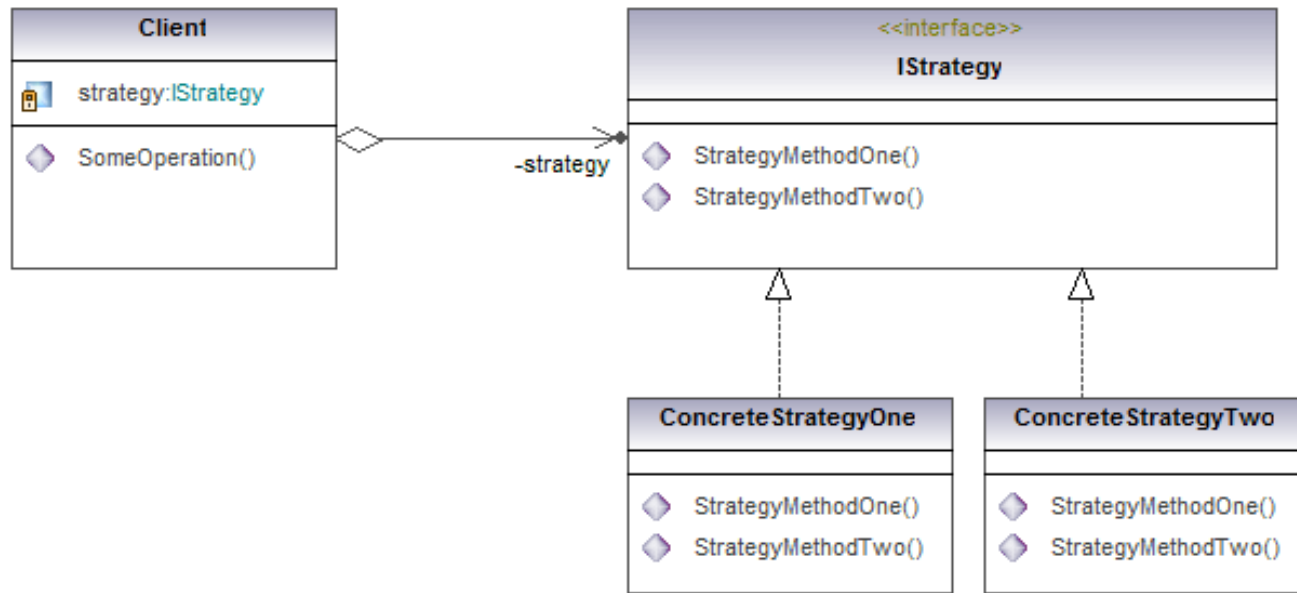 Client
strategy:IStrategy
SomeOperation()
-strategy
<<interface>>
IStrategy
StrategyMethodOne()
StrategyMethodTwo()
ConcreteStrategyOne
StrategyMethodOne()
StrategyMethodTwo()
ConcreteStrategyTwo
StrategyMethodOne()
StrategyMethodTwo()